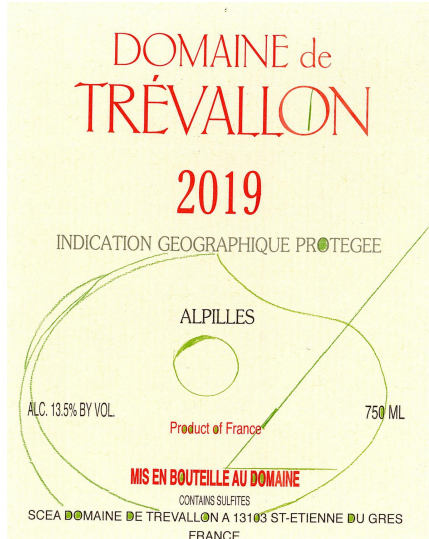 DOMAINE de
TRÉVALLON
2019
INDICATION GEOGRAPHIQUE PROTEGEE
ALPILLES
ALC. 13.5% BY VOL.
750 ML
Product of France
MIS EN BOUTEILLE AU DOMAINE
CONTAINS SULFITES
SCEA DOMAINE DE TREVALLON A 13103 ST-ETIENNE DU GRES
FRANCE